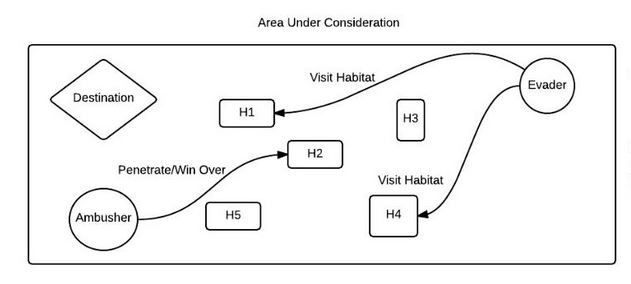 Area Under Consideration
Visit Habitat
Destination
Evader
H1
H3
H2
Penetrate/Win Over
Visit Habitat
Ambusher
H5
H4